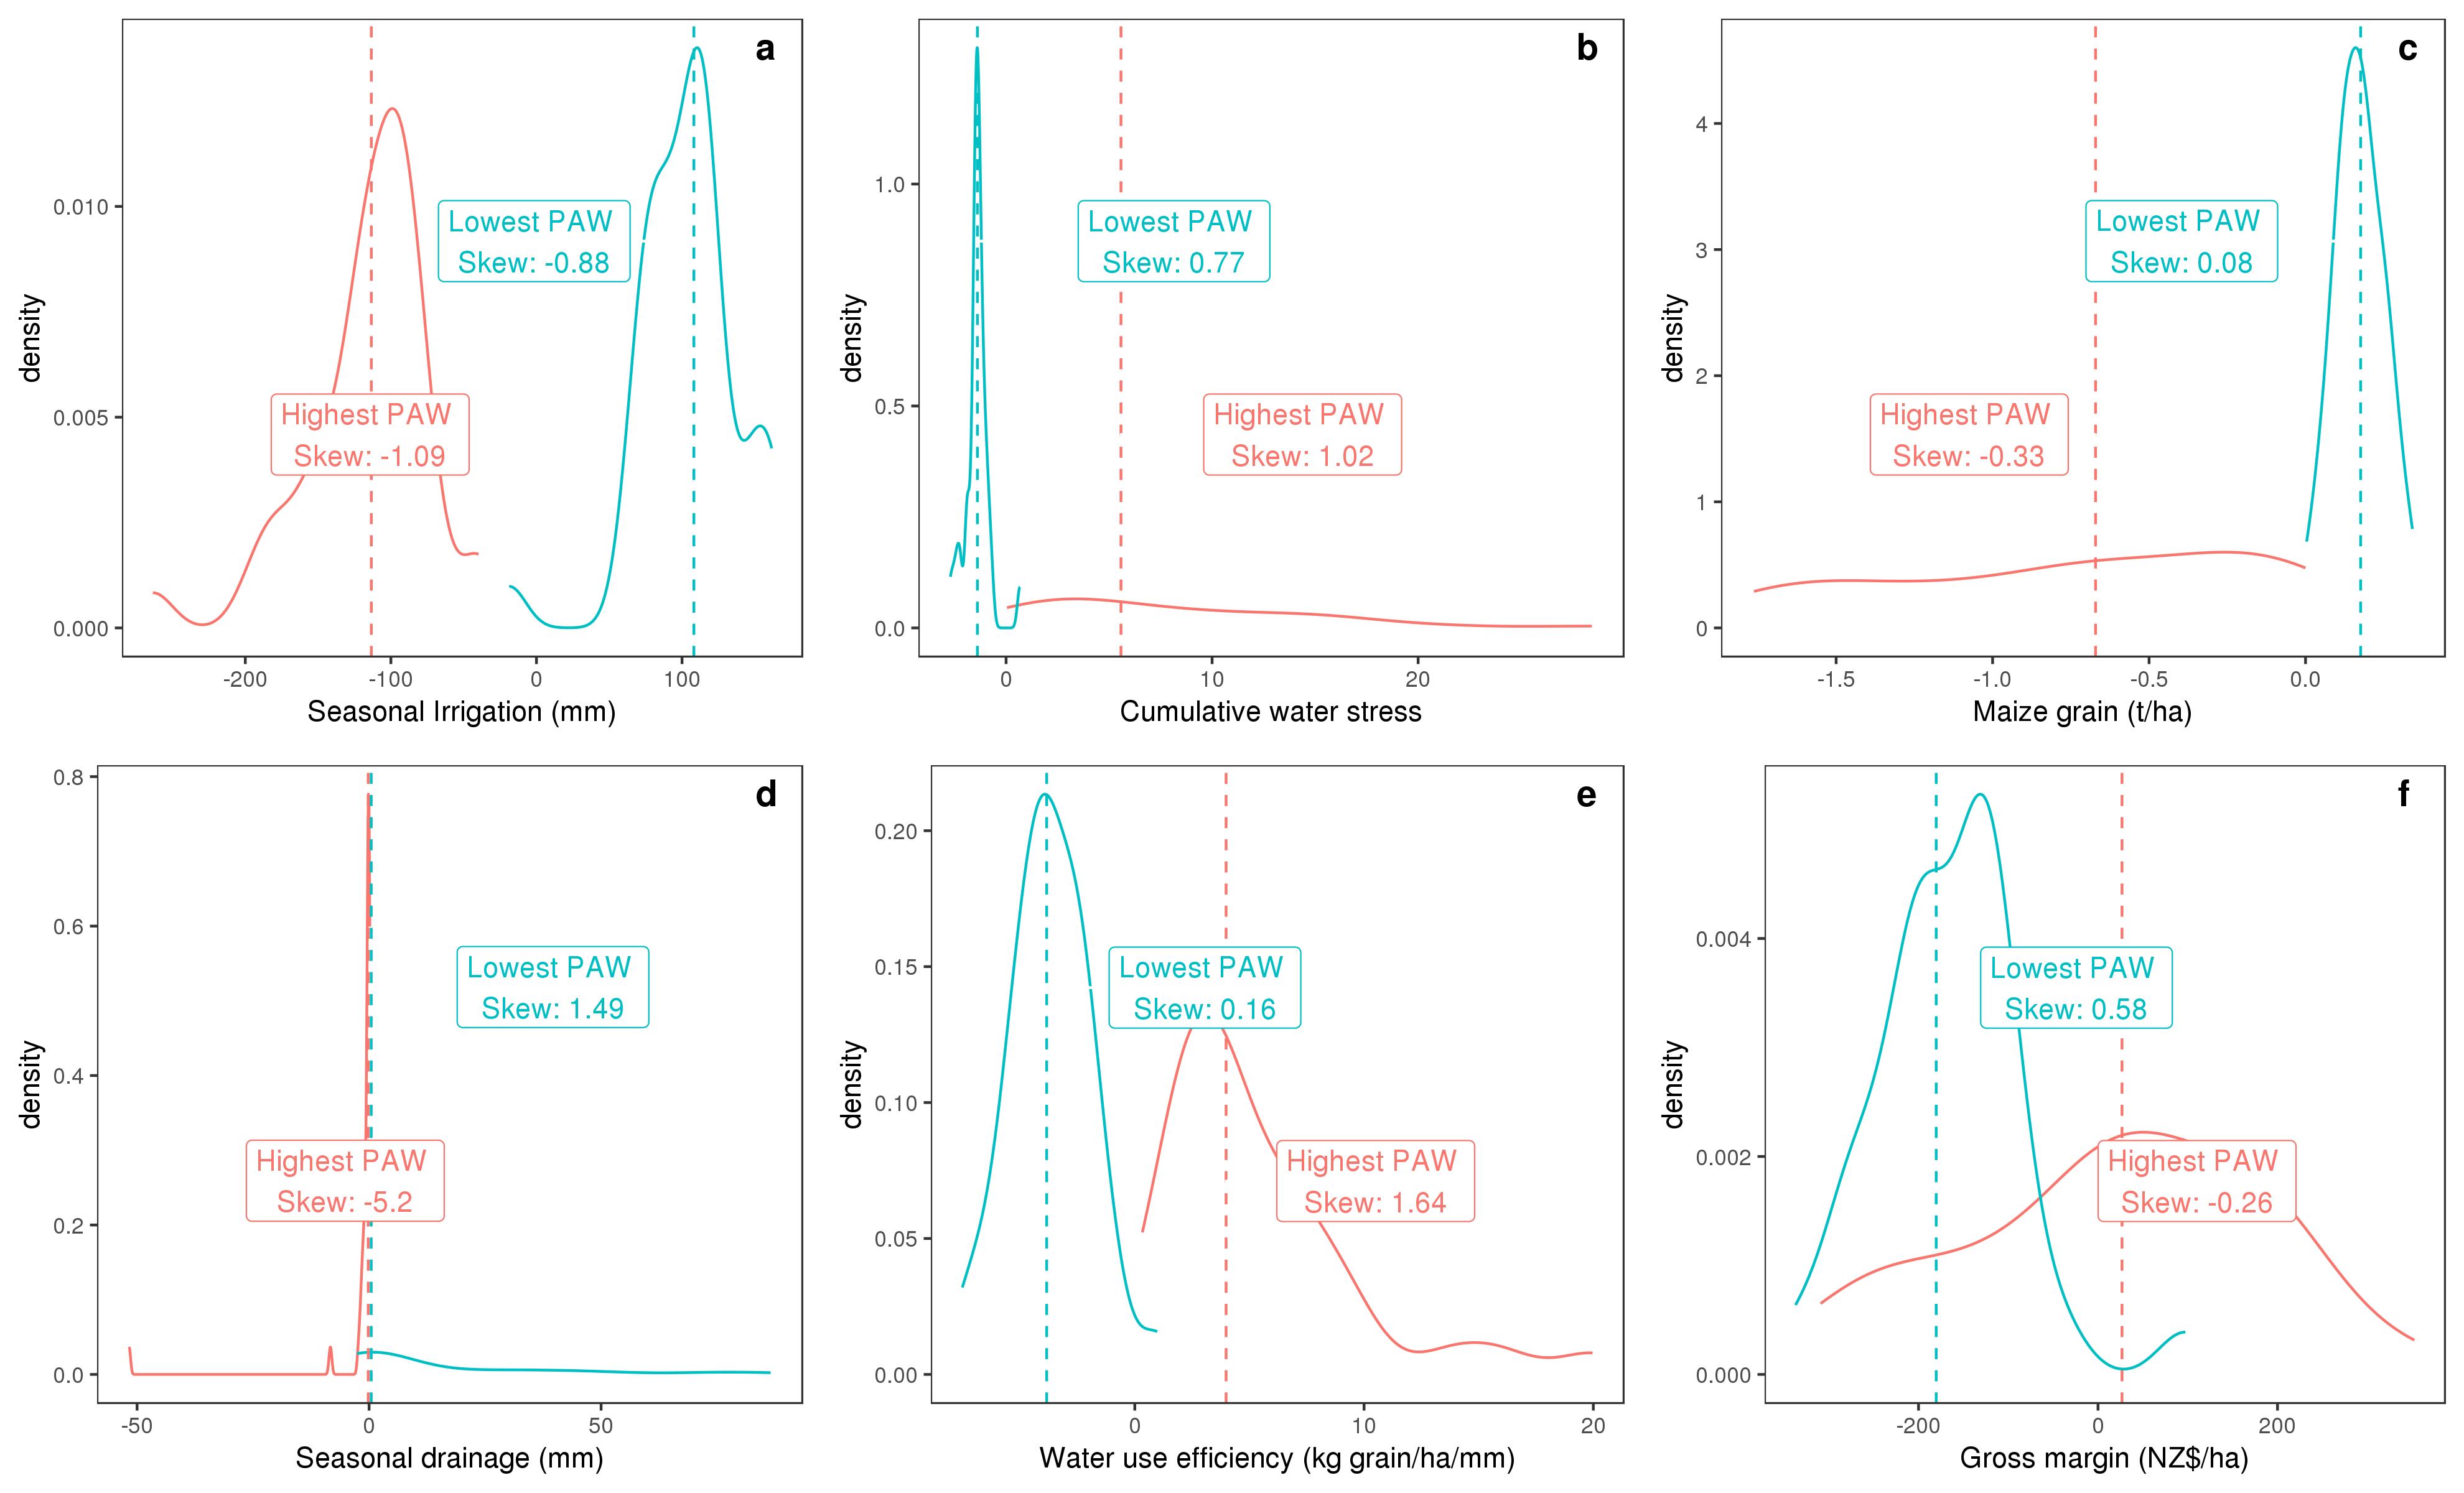 a
density
0.010
0.005
0.000
Lowest PAW
Skew: -0.88
Highest PAW
Skew: -1.09
-200
-100
0
100
Seasonal Irrigation (mm)
b
density
1.0
0.5
0.0
Lowest PAW
Skew: 0.77
Highest PAW
Skew: 1.02
0
10
20
Cumulative water stress
c
density
4
3
2
1
0
Lowest PAW
Skew: 0.08
Highest PAW
Skew: -0.33
-1.5
-1.0
-0.5
0.0
Maize grain (t/ha)
d
density
0.8
0.6
0.4
0.2
0.0
Lowest PAW
Skew: 1.49
Highest PAW
Skew: -5.2
-50
0
50
Seasonal drainage (mm)
e
density
0.20
0.15
0.10
0.05
0.00
Lowest PAW
Skew: 0.16
Highest PAW
Skew: 1.64
0
10
20
Water use efficiency (kg grain/ha/mm)
f
density
0.004
0.002
0.000
Lowest PAW
Skew: 0.58
Highest PAW
Skew: -0.26
-200
0
200
Gross margin (NZ$/ha)